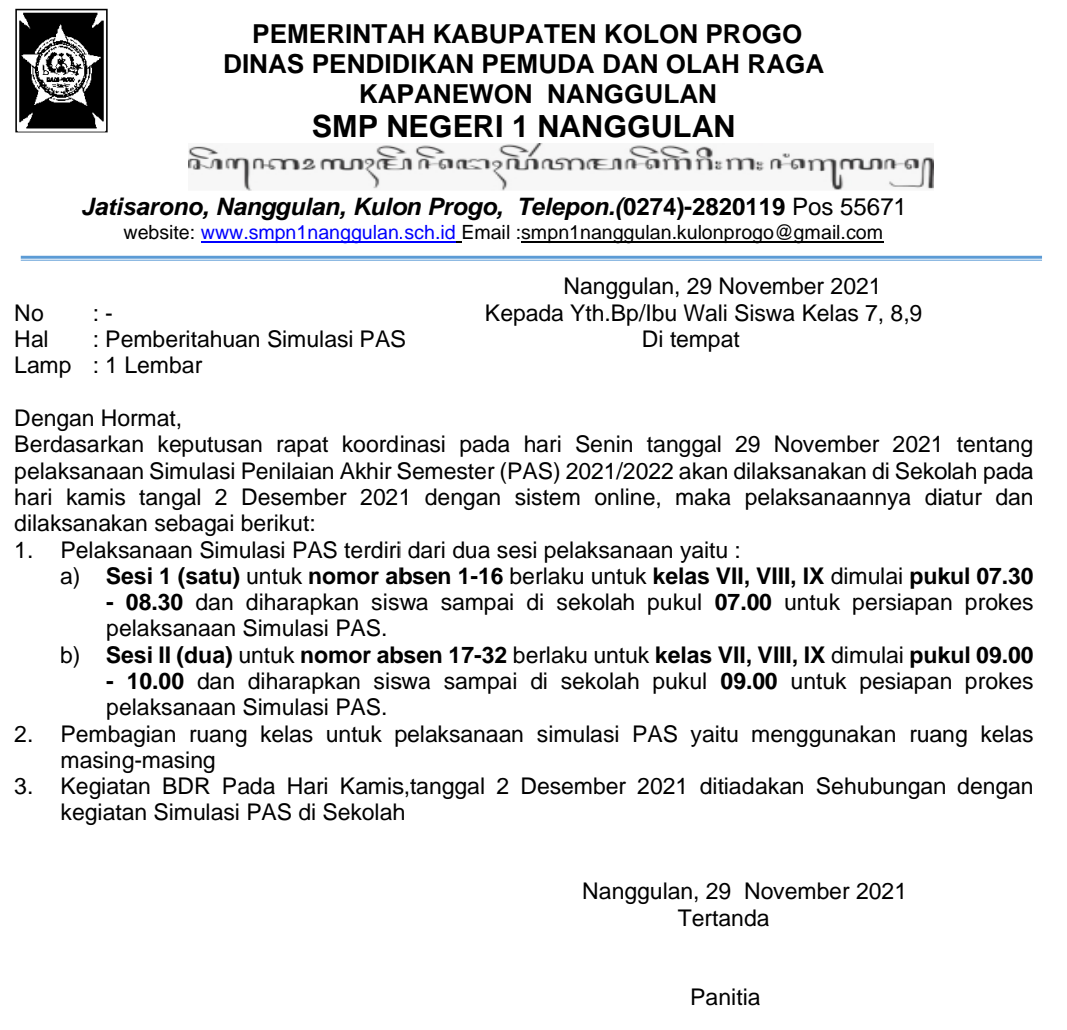 PEMERINTAH KABUPATEN KOLON PROGO
DINAS PENDIDIKAN PEMUDA DAN OLAH RAGA
KAPANEWON NANGGULAN
SMP NEGERI 1 NANGGULAN
Jatisarono, Nanggulan, Kulon Progo, Telepon.(0274)-2820119 Pos 55671
website: www.smpn1nanggulan.sch.id Email :smpn1nanggulan.kulonprogo@gmail.com
Nanggulan, 29 November 2021
No : - Kepada Yth.Bp/Ibu Wali Siswa Kelas 7, 8,9
Hal : Pemberitahuan Simulasi PAS Di tempat
Lamp : 1 Lembar
Dengan Hormat,
Berdasarkan keputusan rapat koordinasi pada hari Senin tanggal 29 November 2021 tentang
pelaksanaan Simulasi Penilaian Akhir Semester (PAS) 2021/2022 akan dilaksanakan di Sekolah pada
hari kamis tangal 2 Desember 2021 dengan sistem online, maka pelaksanaannya diatur dan
dilaksanakan sebagai berikut:
1. Pelaksanaan Simulasi PAS terdiri dari dua sesi pelaksanaan yaitu :
a) Sesi 1 (satu) untuk nomor absen 1-16 berlaku untuk kelas VII, VIII, IX dimulai pukul 07.30
- 08.30 dan diharapkan siswa sampai di sekolah pukul 07.00 untuk persiapan prokes
pelaksanaan Simulasi PAS.
b) Sesi II (dua) untuk nomor absen 17-32 berlaku untuk kelas VII, VIII, IX dimulai pukul 09.00
- 10.00 dan diharapkan siswa sampai di sekolah pukul 09.00 untuk pesiapan prokes
pelaksanaan Simulasi PAS.
2. Pembagian ruang kelas untuk pelaksanaan simulasi PAS yaitu menggunakan ruang kelas
masing-masing
3. Kegiatan BDR Pada Hari Kamis,tanggal 2 Desember 2021 ditiadakan Sehubungan dengan
kegiatan Simulasi PAS di Sekolah
Nanggulan, 29 November 2021
Tertanda
Panitia